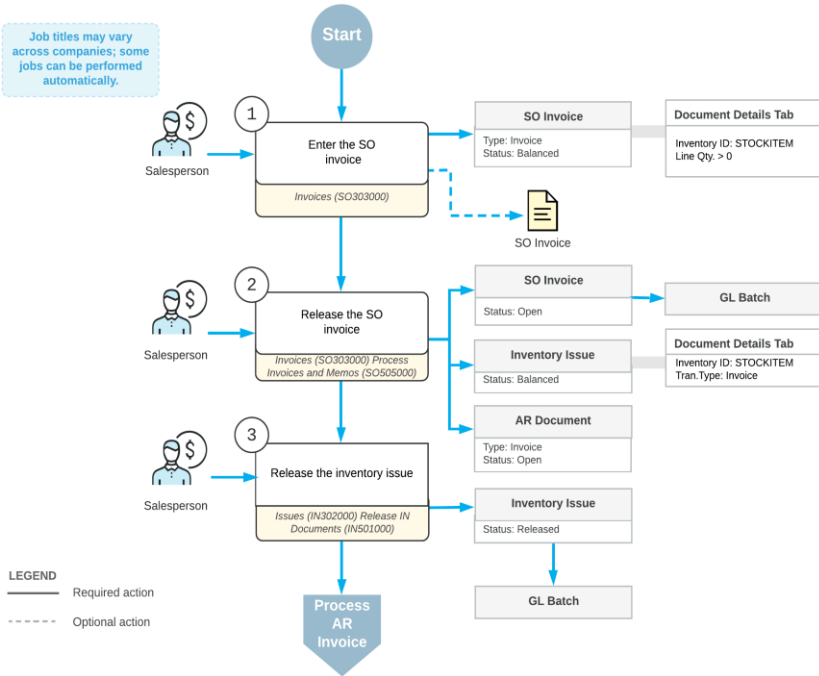 Start
Job titles may vary
across companies; some
jobs can be performed
automatically.
1
$
Salesperson
Enter the SO
invoice
Invoices (SO303000)
SO Invoice
Type: Invoice
Status: Balanced
Document Details Tab
Inventory ID: STOCKITEM
Line Qty. > 0
SO Invoice
2
$
Salesperson
Release the SO
invoice
Invoices (SO303000) Process
Invoices and Memos (SO505000)
SO Invoice
Status: Open
GL Batch
Inventory Issue
Status: Balanced
Document Details Tab
Inventory ID: STOCKITEM
Tran.Type: Invoice
AR Document
Type: Invoice
Status: Open
3
$
Salesperson
Release the inventory issue
Issues (IN302000) Release IN
Documents (IN501000)
Inventory Issue
Status: Released
GL Batch
LEGEND
Required action
Optional action
Process
AR
Invoice